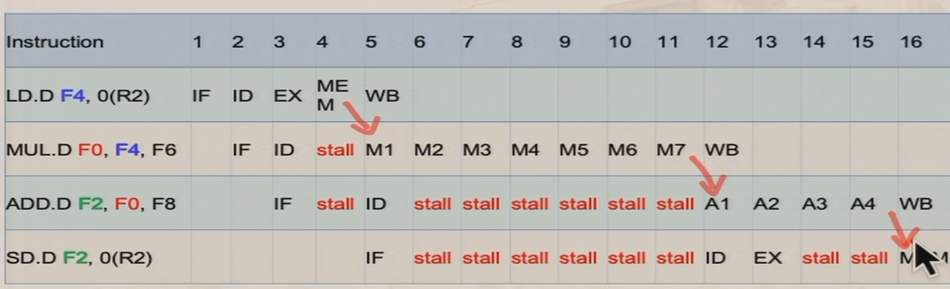 Instruction 1 2 3 4 5 6 7 8 9 10 11 12 13 14 15 16
LD.D F4, 0(R2) IF ID EX MEM WB
MUL.D F0, F4, F6 IF ID stall M1 M2 M3 M4 M5 M6 M7 WB
ADD.D F2, F0, F8 IF stall ID stall stall stall stall stall stall A1 A2 A3 A4 WB
SD.D F2, 0(R2) IF stall stall stall stall stall stall ID EX stall stall